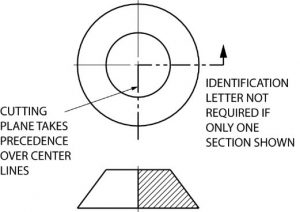 IDENTIFICATION
LETTER NOT
REQUIRED IF
ONLY ONE
SECTION SHOWN
CUTTING
PLANE TAKES
PRECEDENCE
OVER CENTER
LINES